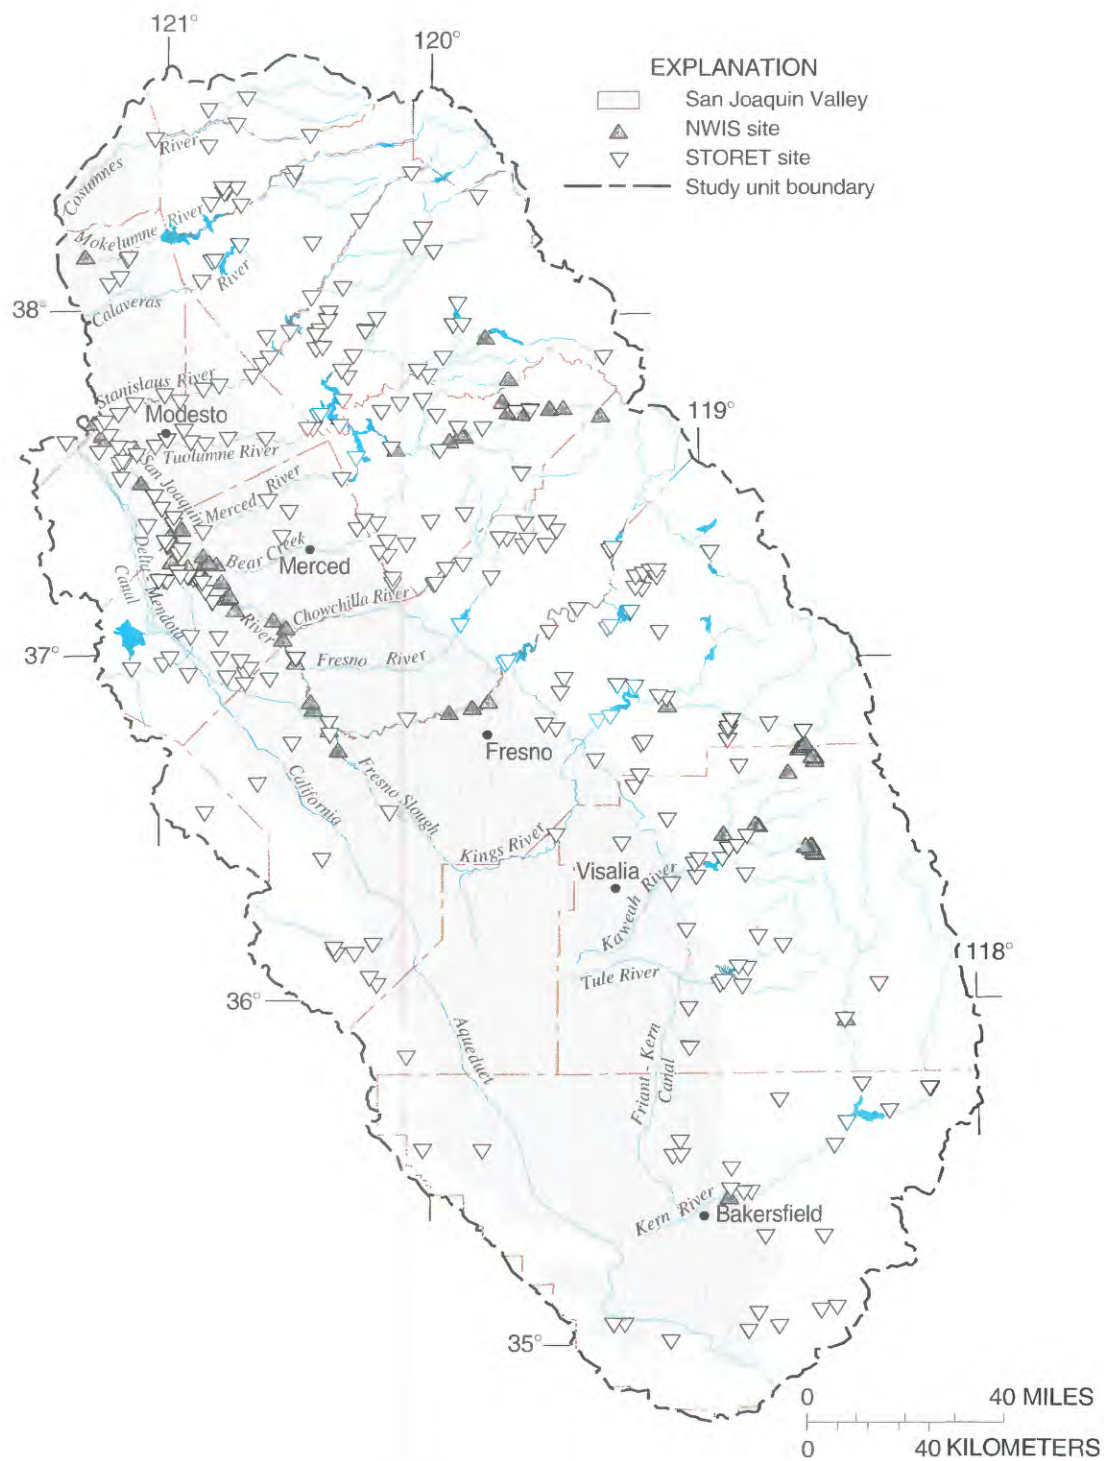 121°
120°
EXPLANATION
San Joaquin Valley
NWIS site
STORET site
Study unit boundary
Cosumnes River
Mokelumne River
Calaveras River
38°
Stanislaus River
Modesto
Tuolumne River
119°
San Joaquin River
Merced River
Bear Creek
Merced
Delta - Mendota Canal
Chowchilla River
37°
Fresno River
Fresno
California Aqueduct
Fresno Slough
Kings River
Visalia
Kaweah River
Tule River
118°
36°
Friant - Kern Canal
Kern River
Bakersfield
35°
0 40 MILES
0 40 KILOMETERS